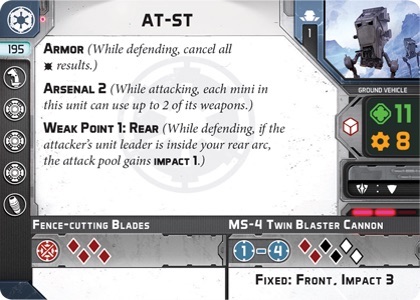 AT-ST
1
195
ARMOR (While defending, cancel all
results.)
ARSENAL 2 (While attacking, each mini in
this unit can use up to 2 of its weapons.)
WEAK POINT 1: REAR (While defending, if the
attacker's unit leader is inside your rear arc,
the attack pool gains IMPACT 1.)
GROUND VEHICLE
11
8
:
FENCE-CUTTING BLADES
MS-4 TWIN BLASTER CANNON
1-4
FIXED: FRONT, IMPACT 3